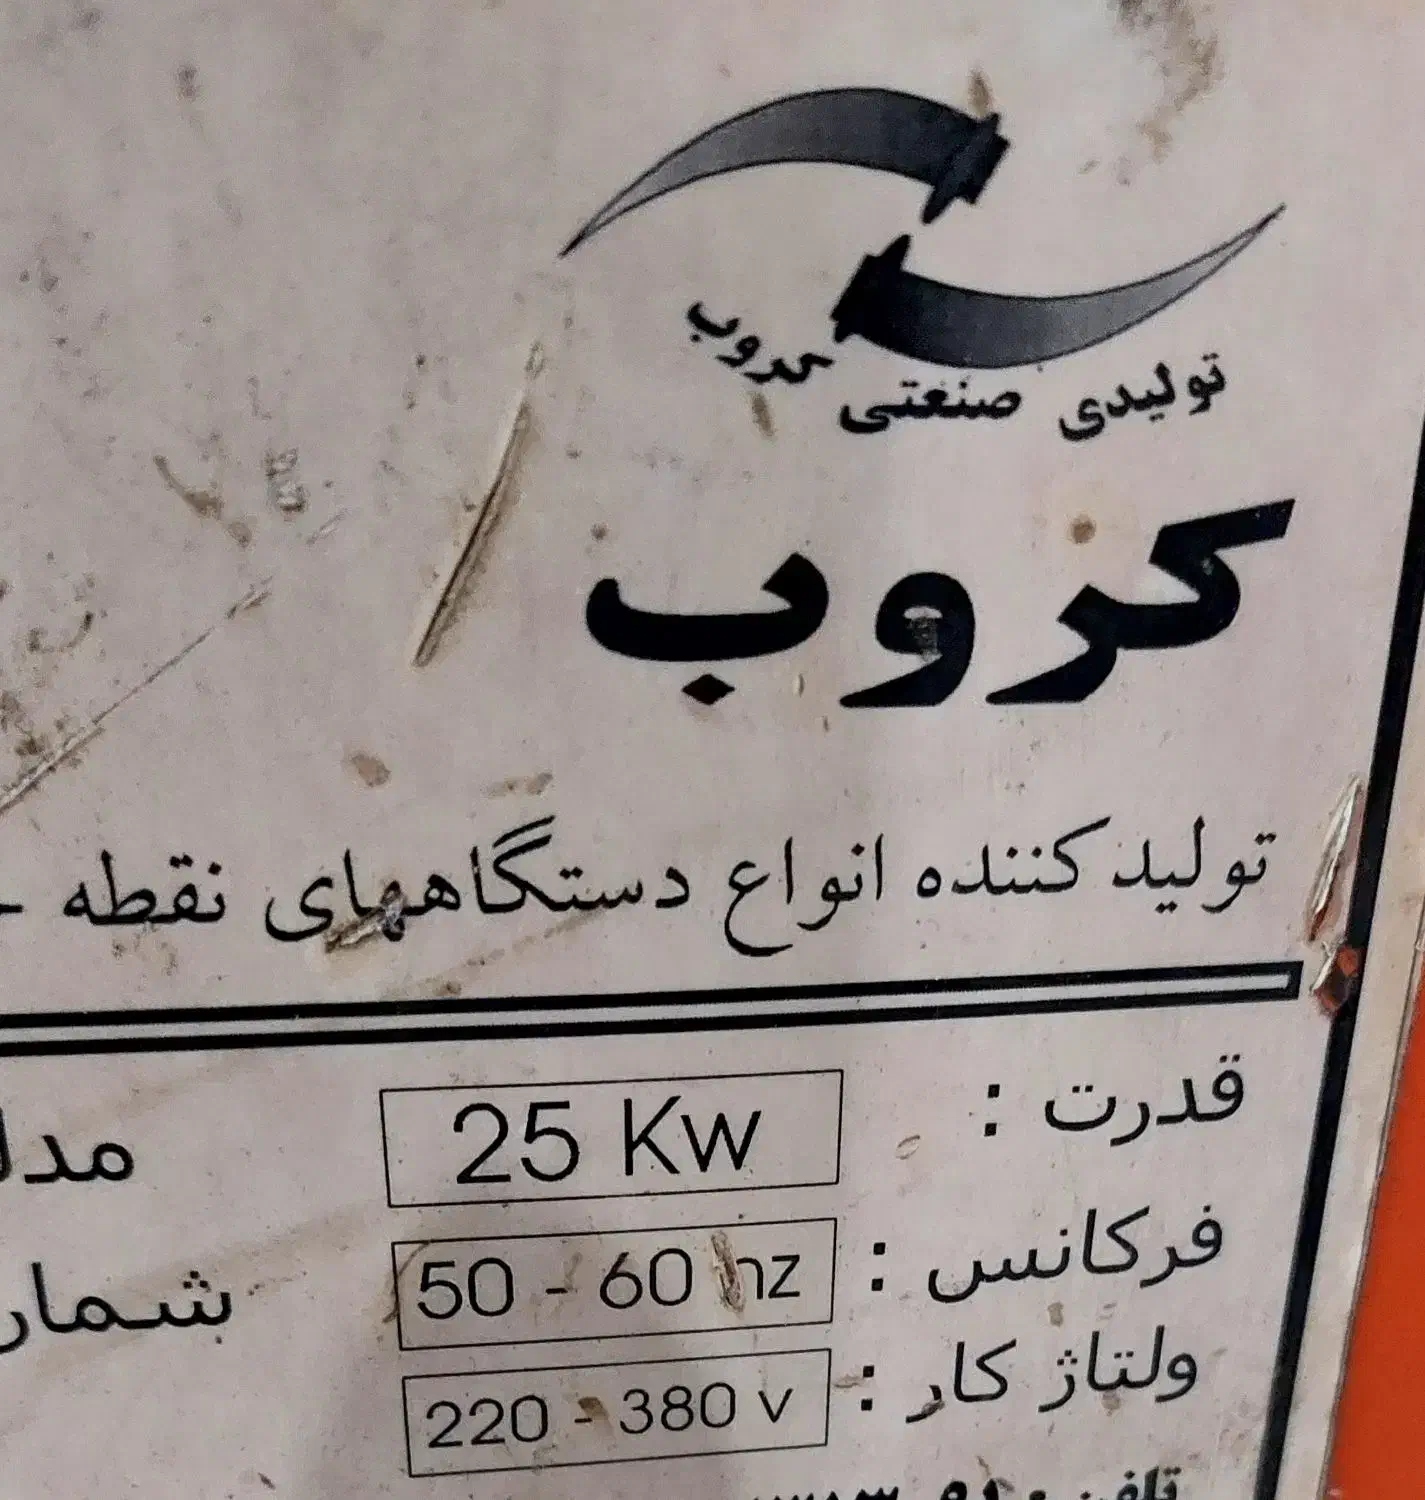 تولیدی صنعتی کروب
کروب
تولید کننده انواع دستگاههای نقطه
قدرت : 25 Kw
فرکانس : 50 - 60 hz
ولتاژ کار : 220 - 380 v
تلفن